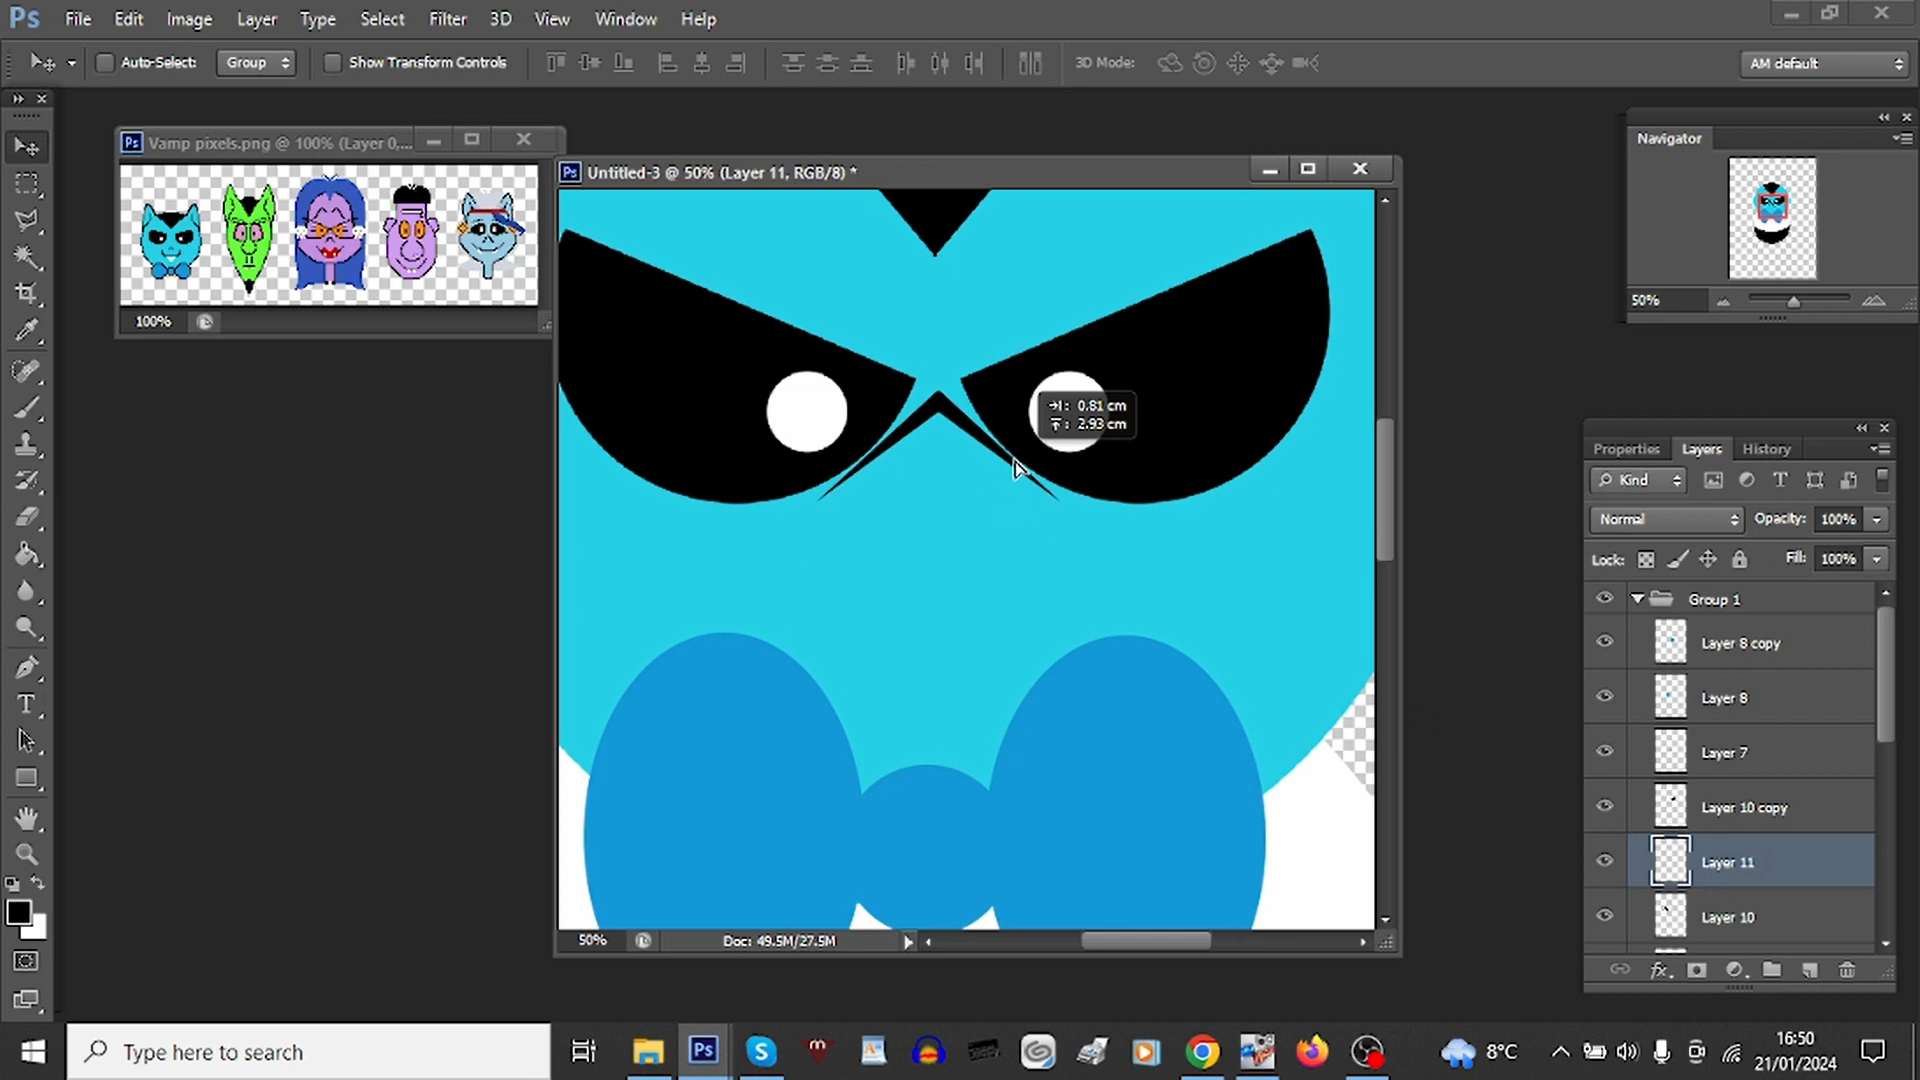 Ps File Edit Image Layer Type Select Filter 3D View Window Help
Auto-Select: Group Show Transform Controls 3D Mode: AM default
Ps Vamp pixels.png @ 100% (Layer 0,...
100%
Ps Untitled-3 @ 50% (Layer 11, RGB/8) *
0.81 cm
2.93 cm
50% Doc: 49.5M/27.5M
Navigator
50%
Properties Layers History
Kind
Normal Opacity: 100%
Lock: Fill: 100%
Group 1
Layer 8 copy
Layer 8
Layer 7
Layer 10 copy
Layer 11
Layer 10
Type here to search
Ps
8°C
16:50
21/01/2024